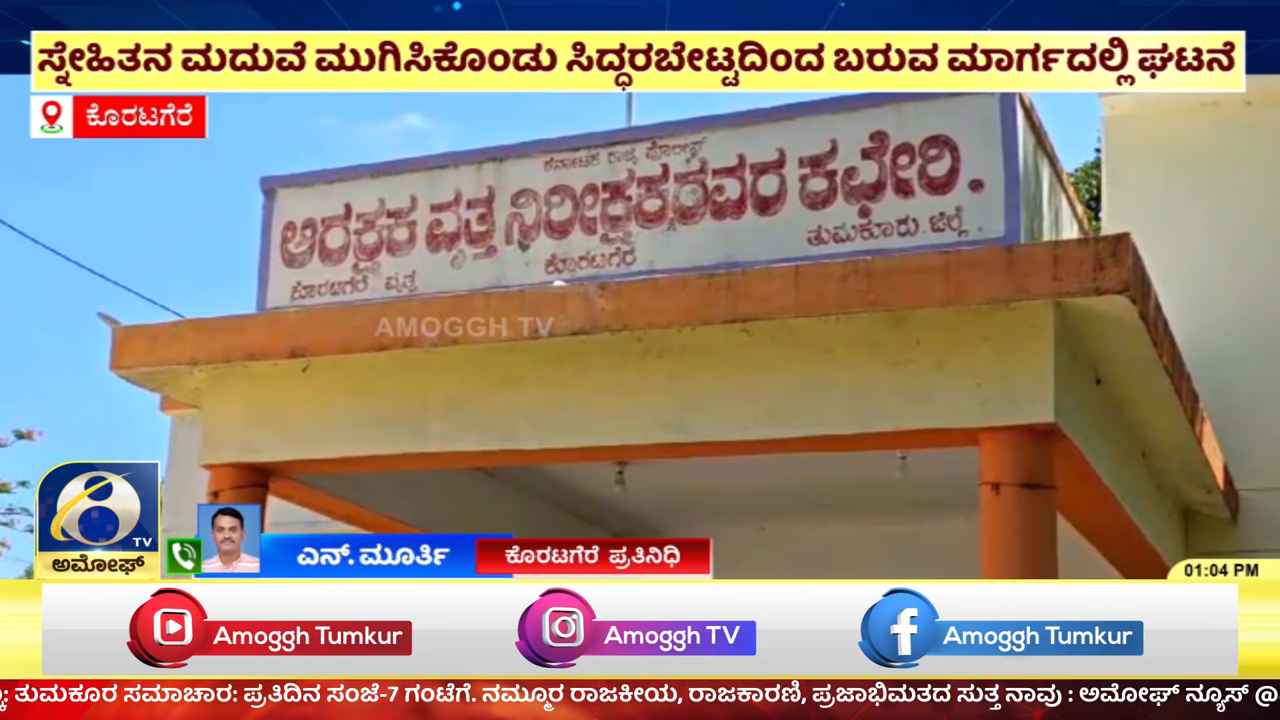 ಸ್ನೇಹಿತನ ಮದುವೆ ಮುಗಿಸಿಕೊಂಡು ಸಿದ್ಧರಬೇಟ್ಟದಿಂದ ಬರುವ ಮಾರ್ಗದಲ್ಲಿ ಘಟನೆ
ಕೊರಟಗೆರೆ
ಕರ್ನಾಟಕ ರಾಜ್ಯ ಪೊಲೀಸ್
ಆರಕ್ಷಕ ವೃತ್ತ ನಿರೀಕ್ಷಕರವರ ಕಛೇರಿ.
ಕೊರಟಗೆರೆ ವೃತ್ತ ಕೊರಟಗೆರೆ ತುಮಕೂರು. ಜಿಲ್ಲೆ.
AMOGGH TV
TV
ಅಮೋಘ್
ಎನ್. ಮೂರ್ತಿ ಕೊರಟಗೆರೆ ಪ್ರತಿನಿಧಿ
01:04 PM
Amoggh Tumkur Amoggh TV Amoggh Tumkur
ತುಮಕೂರ ಸಮಾಚಾರ: ಪ್ರತಿದಿನ ಸಂಜೆ-7 ಗಂಟೆಗೆ. ನಮ್ಮೂರ ರಾಜಕೀಯ, ರಾಜಕಾರಣಿ, ಪ್ರಜಾಭಿಮತದ ಸುತ್ತ ನಾವು : ಅಮೋಘ್ ನ್ಯೂಸ್ @